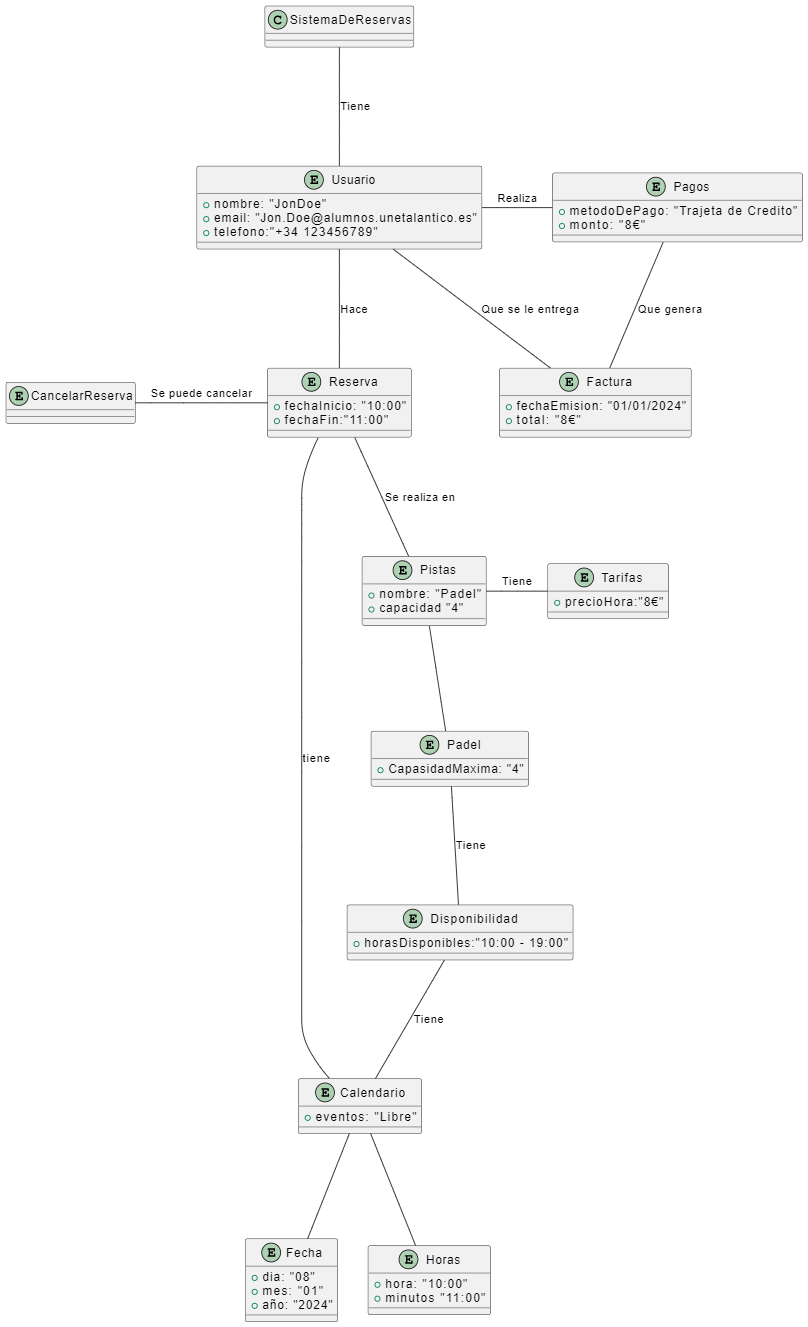 C SistemaDeReservas
Tiene
E Usuario
nombre: "JonDoe"
email: "Jon.Doe@alumnos.unetalantico.es"
telefono:"+34 123456789"
Realiza
E Pagos
metodoDePago: "Trajeta de Credito"
monto: "8€"
Hace
Que se le entrega
Que genera
E CancelarReserva
Se puede cancelar
E Reserva
fechaInicio: "10:00"
fechaFin:"11:00"
E Factura
fechaEmision: "01/01/2024"
total: "8€"
Se realiza en
E Pistas
nombre: "Padel"
capacidad "4"
Tiene
E Tarifas
precioHora:"8€"
tiene
E Padel
CapasidadMaxima: "4"
Tiene
E Disponibilidad
horasDisponibles:"10:00 - 19:00"
Tiene
E Calendario
eventos: "Libre"
E Fecha
dia: "08"
mes: "01"
año: "2024"
E Horas
hora: "10:00"
minutos "11:00"